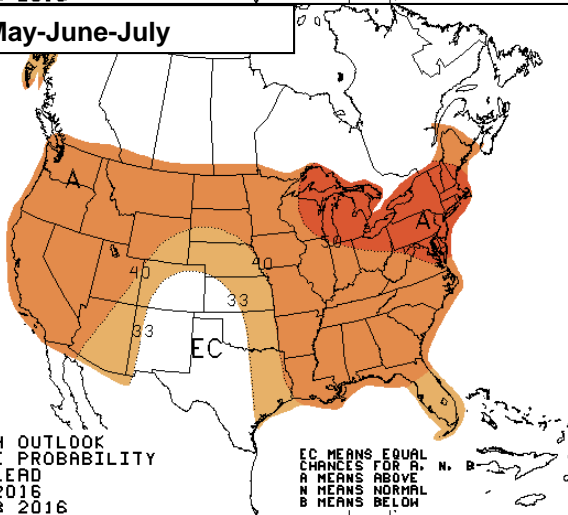 May-June-July
A
A
50
40
40
33
33
EC
OUTLOOK
PROBABILITY
LEAD
2016
2016
EC MEANS EQUAL
CHANCES FOR A, N, B
A MEANS ABOVE
N MEANS NORMAL
B MEANS BELOW